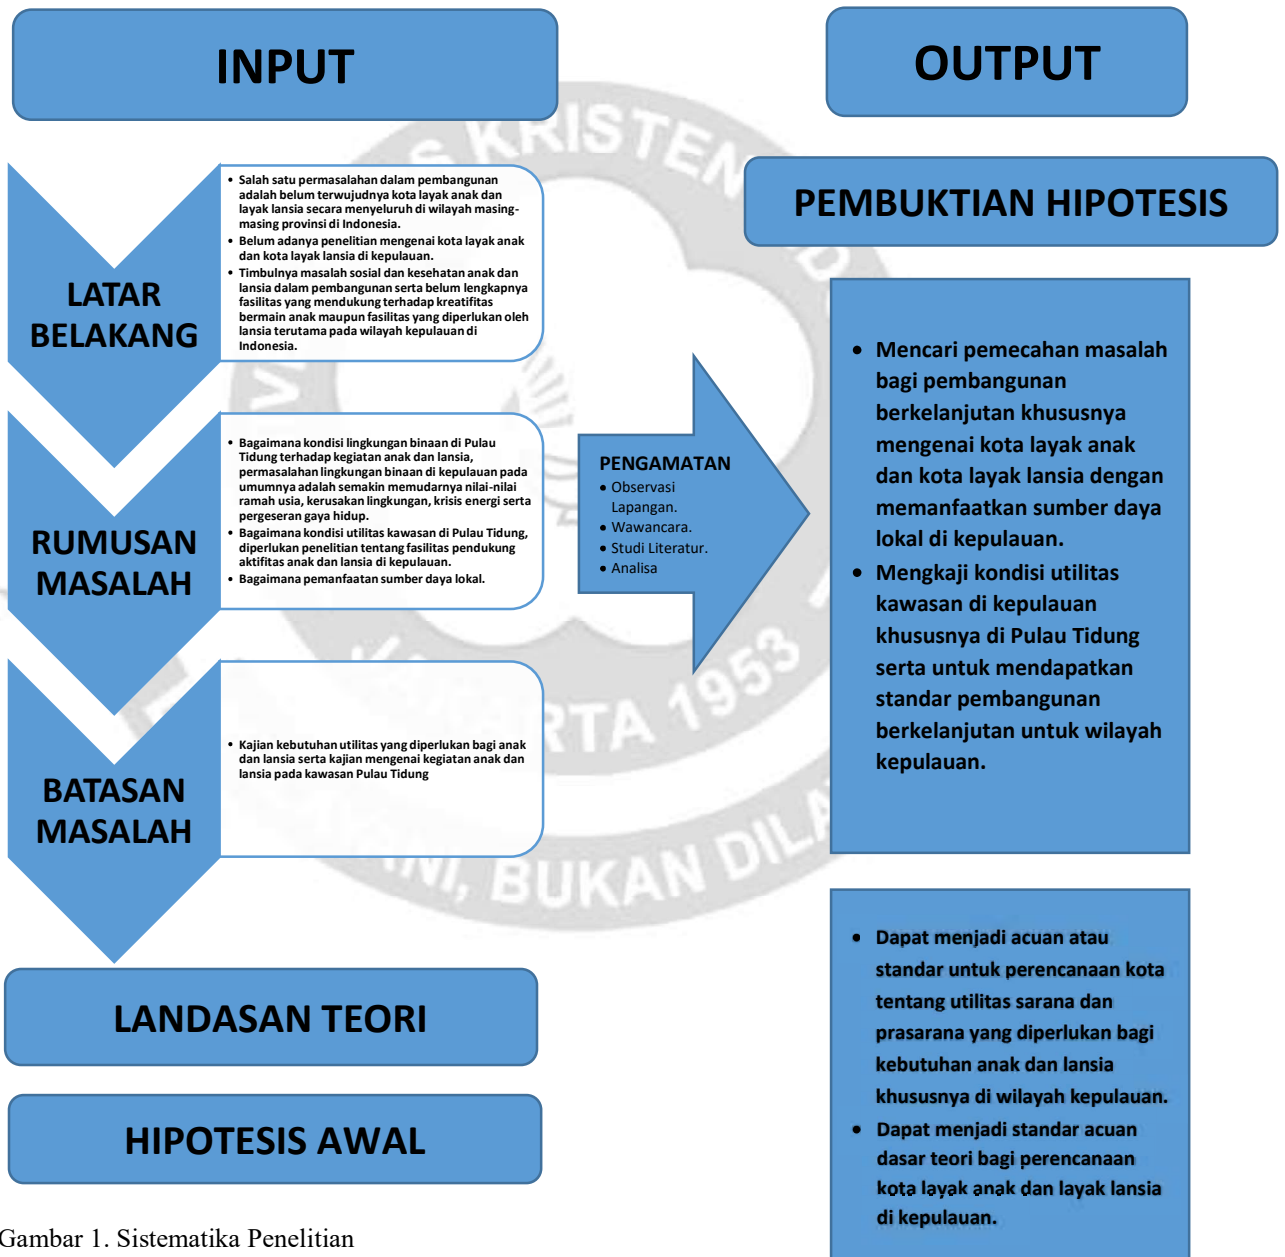 INPUT
LATAR
BELAKANG
• Salah satu permasalahan dalam pembangunan
adalah belum terwujudnya kota layak anak dan
layak lansia secara menyeluruh di wilayah masing-
masing provinsi di Indonesia.
• Belum adanya penelitian mengenai kota layak anak
dan kota layak lansia di kepulauan.
• Timbulnya masalah sosial dan kesehatan anak dan
lansia dalam pembangunan serta belum lengkapnya
fasilitas yang mendukung terhadap kreatifitas
bermain anak maupun fasilitas yang diperlukan oleh
lansia terutama pada wilayah kepulauan di
Indonesia.
RUMUSAN
MASALAH
• Bagaimana kondisi lingkungan binaan di Pulau
Tidung terhadap kegiatan anak dan lansia,
permasalahan lingkungan binaan di kepulauan pada
umumnya adalah semakin memudarnya nilai-nilai
ramah usia, kerusakan lingkungan, krisis energi serta
pergeseran gaya hidup.
• Bagaimana kondisi utilitas kawasan di Pulau Tidung,
diperlukan penelitian tentang fasilitas pendukung
aktifitas anak dan lansia di kepulauan.
• Bagaimana pemanfaatan sumber daya lokal.
BATASAN
MASALAH
• Kajian kebutuhan utilitas yang diperlukan bagi anak
dan lansia serta kajian mengenai kegiatan anak dan
lansia pada kawasan Pulau Tidung
LANDASAN TEORI
HIPOTESIS AWAL
PENGAMATAN
• Observasi
Lapangan.
• Wawancara.
• Studi Literatur.
• Analisa
OUTPUT
PEMBUKTIAN HIPOTESIS
• Mencari pemecahan masalah
bagi pembangunan
berkelanjutan khususnya
mengenai kota layak anak
dan kota layak lansia dengan
memanfaatkan sumber daya
lokal di kepulauan.
• Mengkaji kondisi utilitas
kawasan di kepulauan
khususnya di Pulau Tidung
serta untuk mendapatkan
standar pembangunan
berkelanjutan untuk wilayah
kepulauan.
• Dapat menjadi acuan atau
standar untuk perencanaan kota
tentang utilitas sarana dan
prasarana yang diperlukan bagi
kebutuhan anak dan lansia
khususnya di wilayah kepulauan.
• Dapat menjadi standar acuan
dasar teori bagi perencanaan
kota layak anak dan layak lansia
di kepulauan.
Gambar 1. Sistematika Penelitian
KRISTEN
JAKARTA 1953
BUKAN